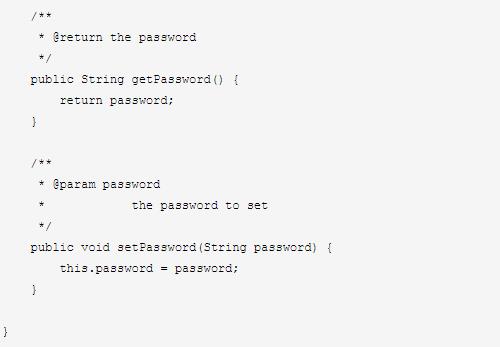 /**
     * @return the password
     */
    public String getPassword() {
        return password;
    }

    /**
     * @param password
     *            the password to set
     */
    public void setPassword(String password) {
        this.password = password;
    }

}